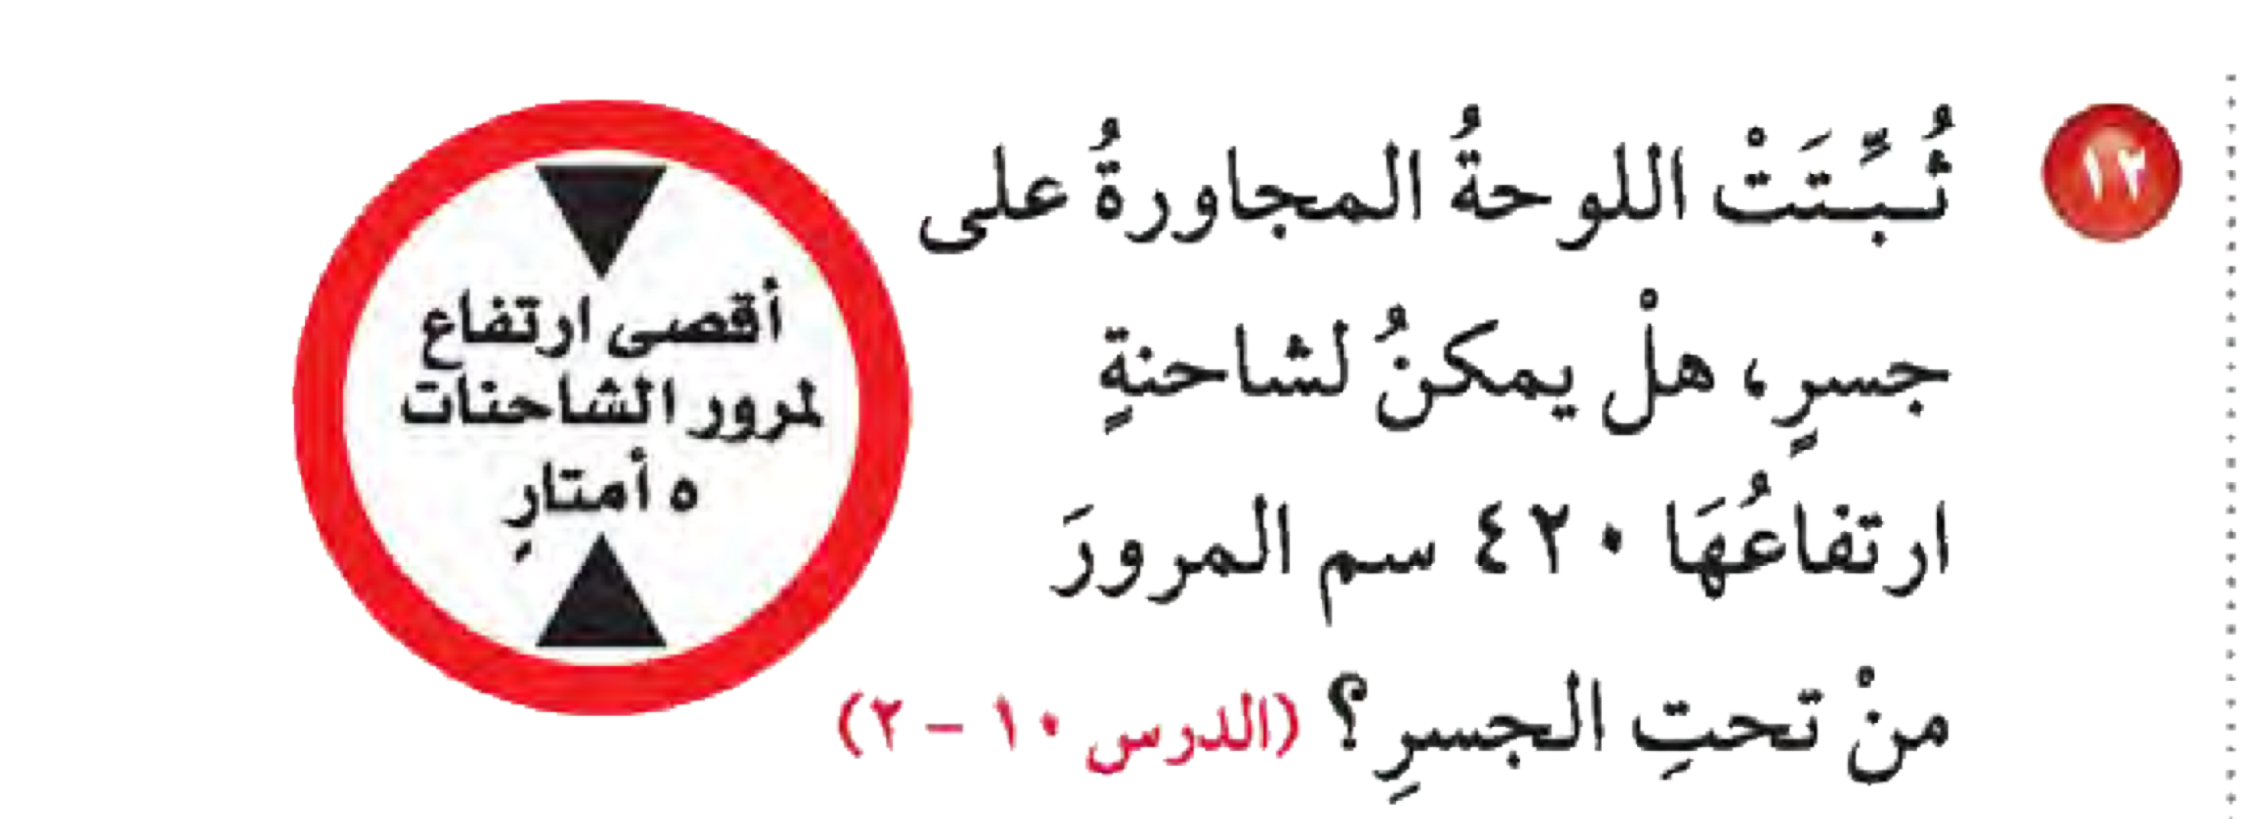 ١٢
ثُـبِّـتَتْ اللوحةُ المجاورةُ على
جسرٍ، هلْ يمكنُ لشاحنةٍ
ارتفاعُهَا ٤٢٠ سم المرورَ
منْ تحتِ الجسرِ؟ (الدرس ١٠ - ٢)
أقصى ارتفاع
لمرور الشاحنات
٥ أمتارِ